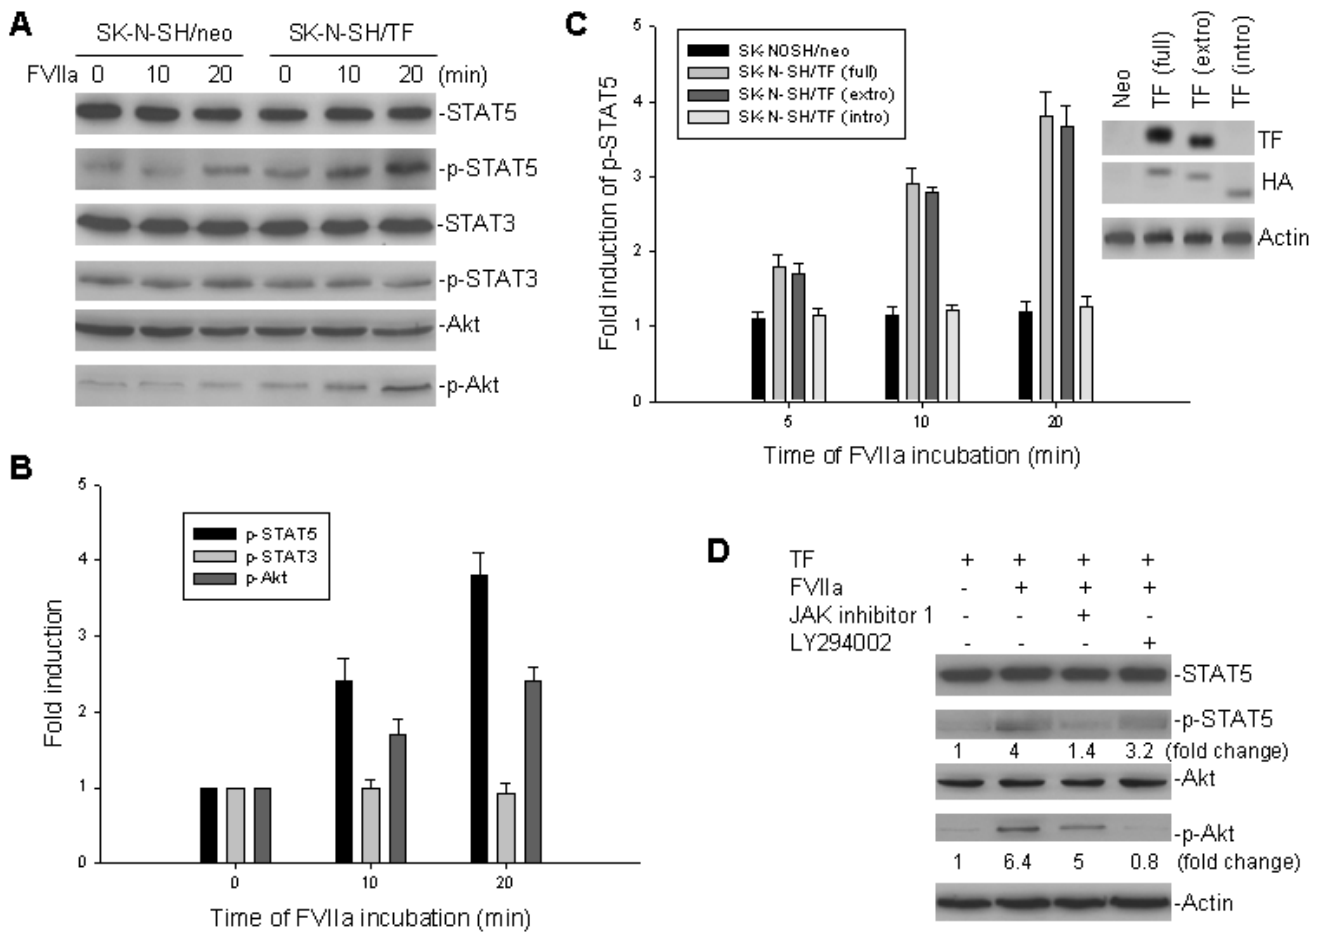 A
SK-N-SH/neo SK-N-SH/TF
FVIIa 0 10 20 0 10 20 (min)
-STAT5
-p-STAT5
-STAT3
-p-STAT3
-Akt
-p-Akt
B
5
4
3
2
1
0
Fold induction
p-STAT5
p-STAT3
p-Akt
0 10 20
Time of FVIIa incubation (min)
C
5
4
3
2
1
0
Fold induction of p-STAT5
SK-NOSH/neo
SK-N-SH/TF (full)
SK-N-SH/TF (extro)
SK-N-SH/TF (intro)
5 10 20
Time of FVIIa incubation (min)
Neo
TF (full)
TF (extro)
TF (intro)
TF
HA
Actin
D
TF + + + +
FVIIa - + + +
JAK inhibitor 1 - - + -
LY294002 - - - +
-STAT5
-p-STAT5
1 4 1.4 3.2 (fold change)
-Akt
-p-Akt
1 6.4 5 0.8 (fold change)
-Actin